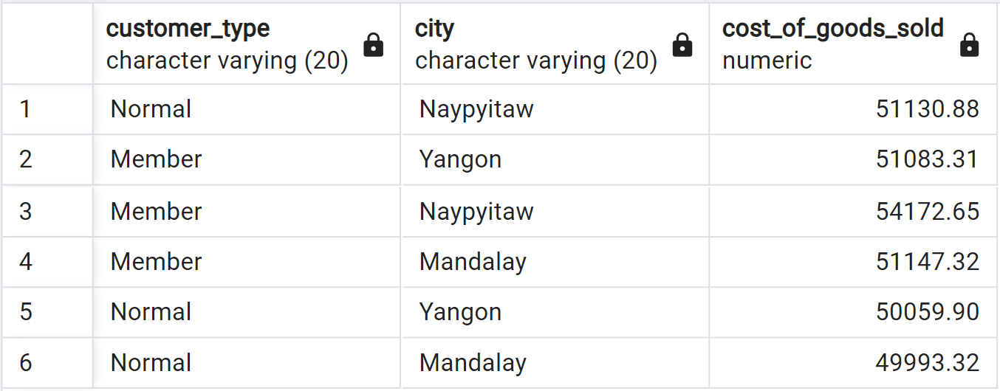 customer_type city cost_of_goods_sold
character varying (20) character varying (20) numeric
1 Normal Naypyitaw 51130.88
2 Member Yangon 51083.31
3 Member Naypyitaw 54172.65
4 Member Mandalay 51147.32
5 Normal Yangon 50059.90
6 Normal Mandalay 49993.32